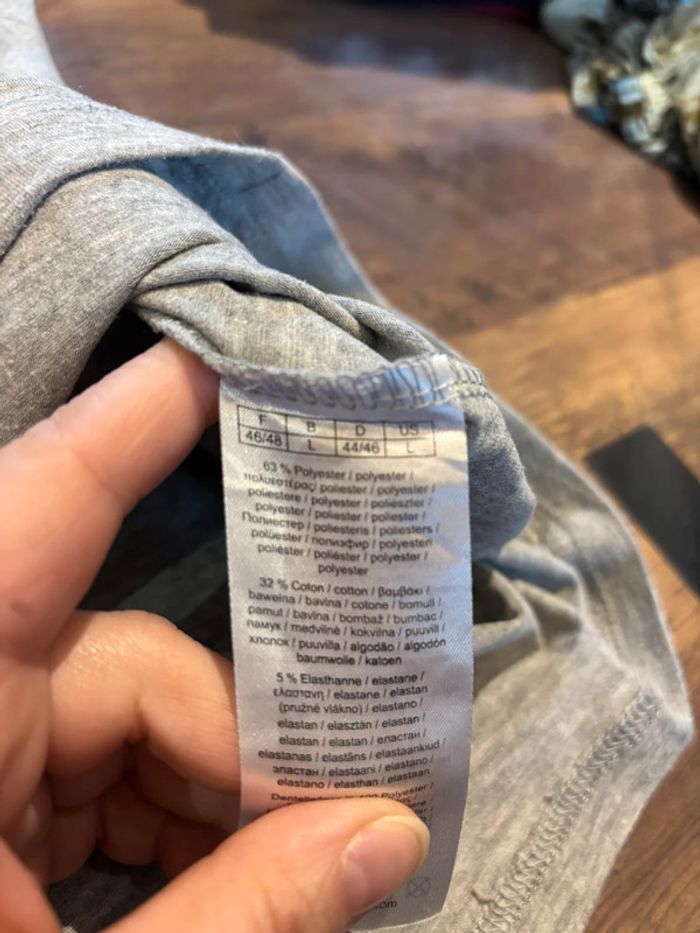 F B D US
46/48 L 44/46 L
63 % Polyester / polyester /
πολυεστέρας/ poliester / polyester /
poliestere / polyester / poliészter /
polyester / poliester / poliester /
Полиестер / poliesteris / poliesters /
polüester / полиэфир / polyesteri
poliéster / poliéster / polyester /
polyester
32 % Coton / cotton / βαμβάκι /
bawełna / bavlna / cotone / bomull /
pamut / bavlna / bombaž / bumbac /
памук / medvilnė / kokvilna / puuvill /
хлопок / puuvilla / algodão / algodón
baumwolle / katoen
5 % Elasthanne / elastane /
ελαστανη / elastane / elastan
(pružné vlákno) / elastano /
elastan / elasztán / elastan /
elastan / elastan / еластан /
elastanas / elastāns / elastaankiud /
эластан / elastaani / elastano /
elastano / elasthan / elastaan
Polyester /